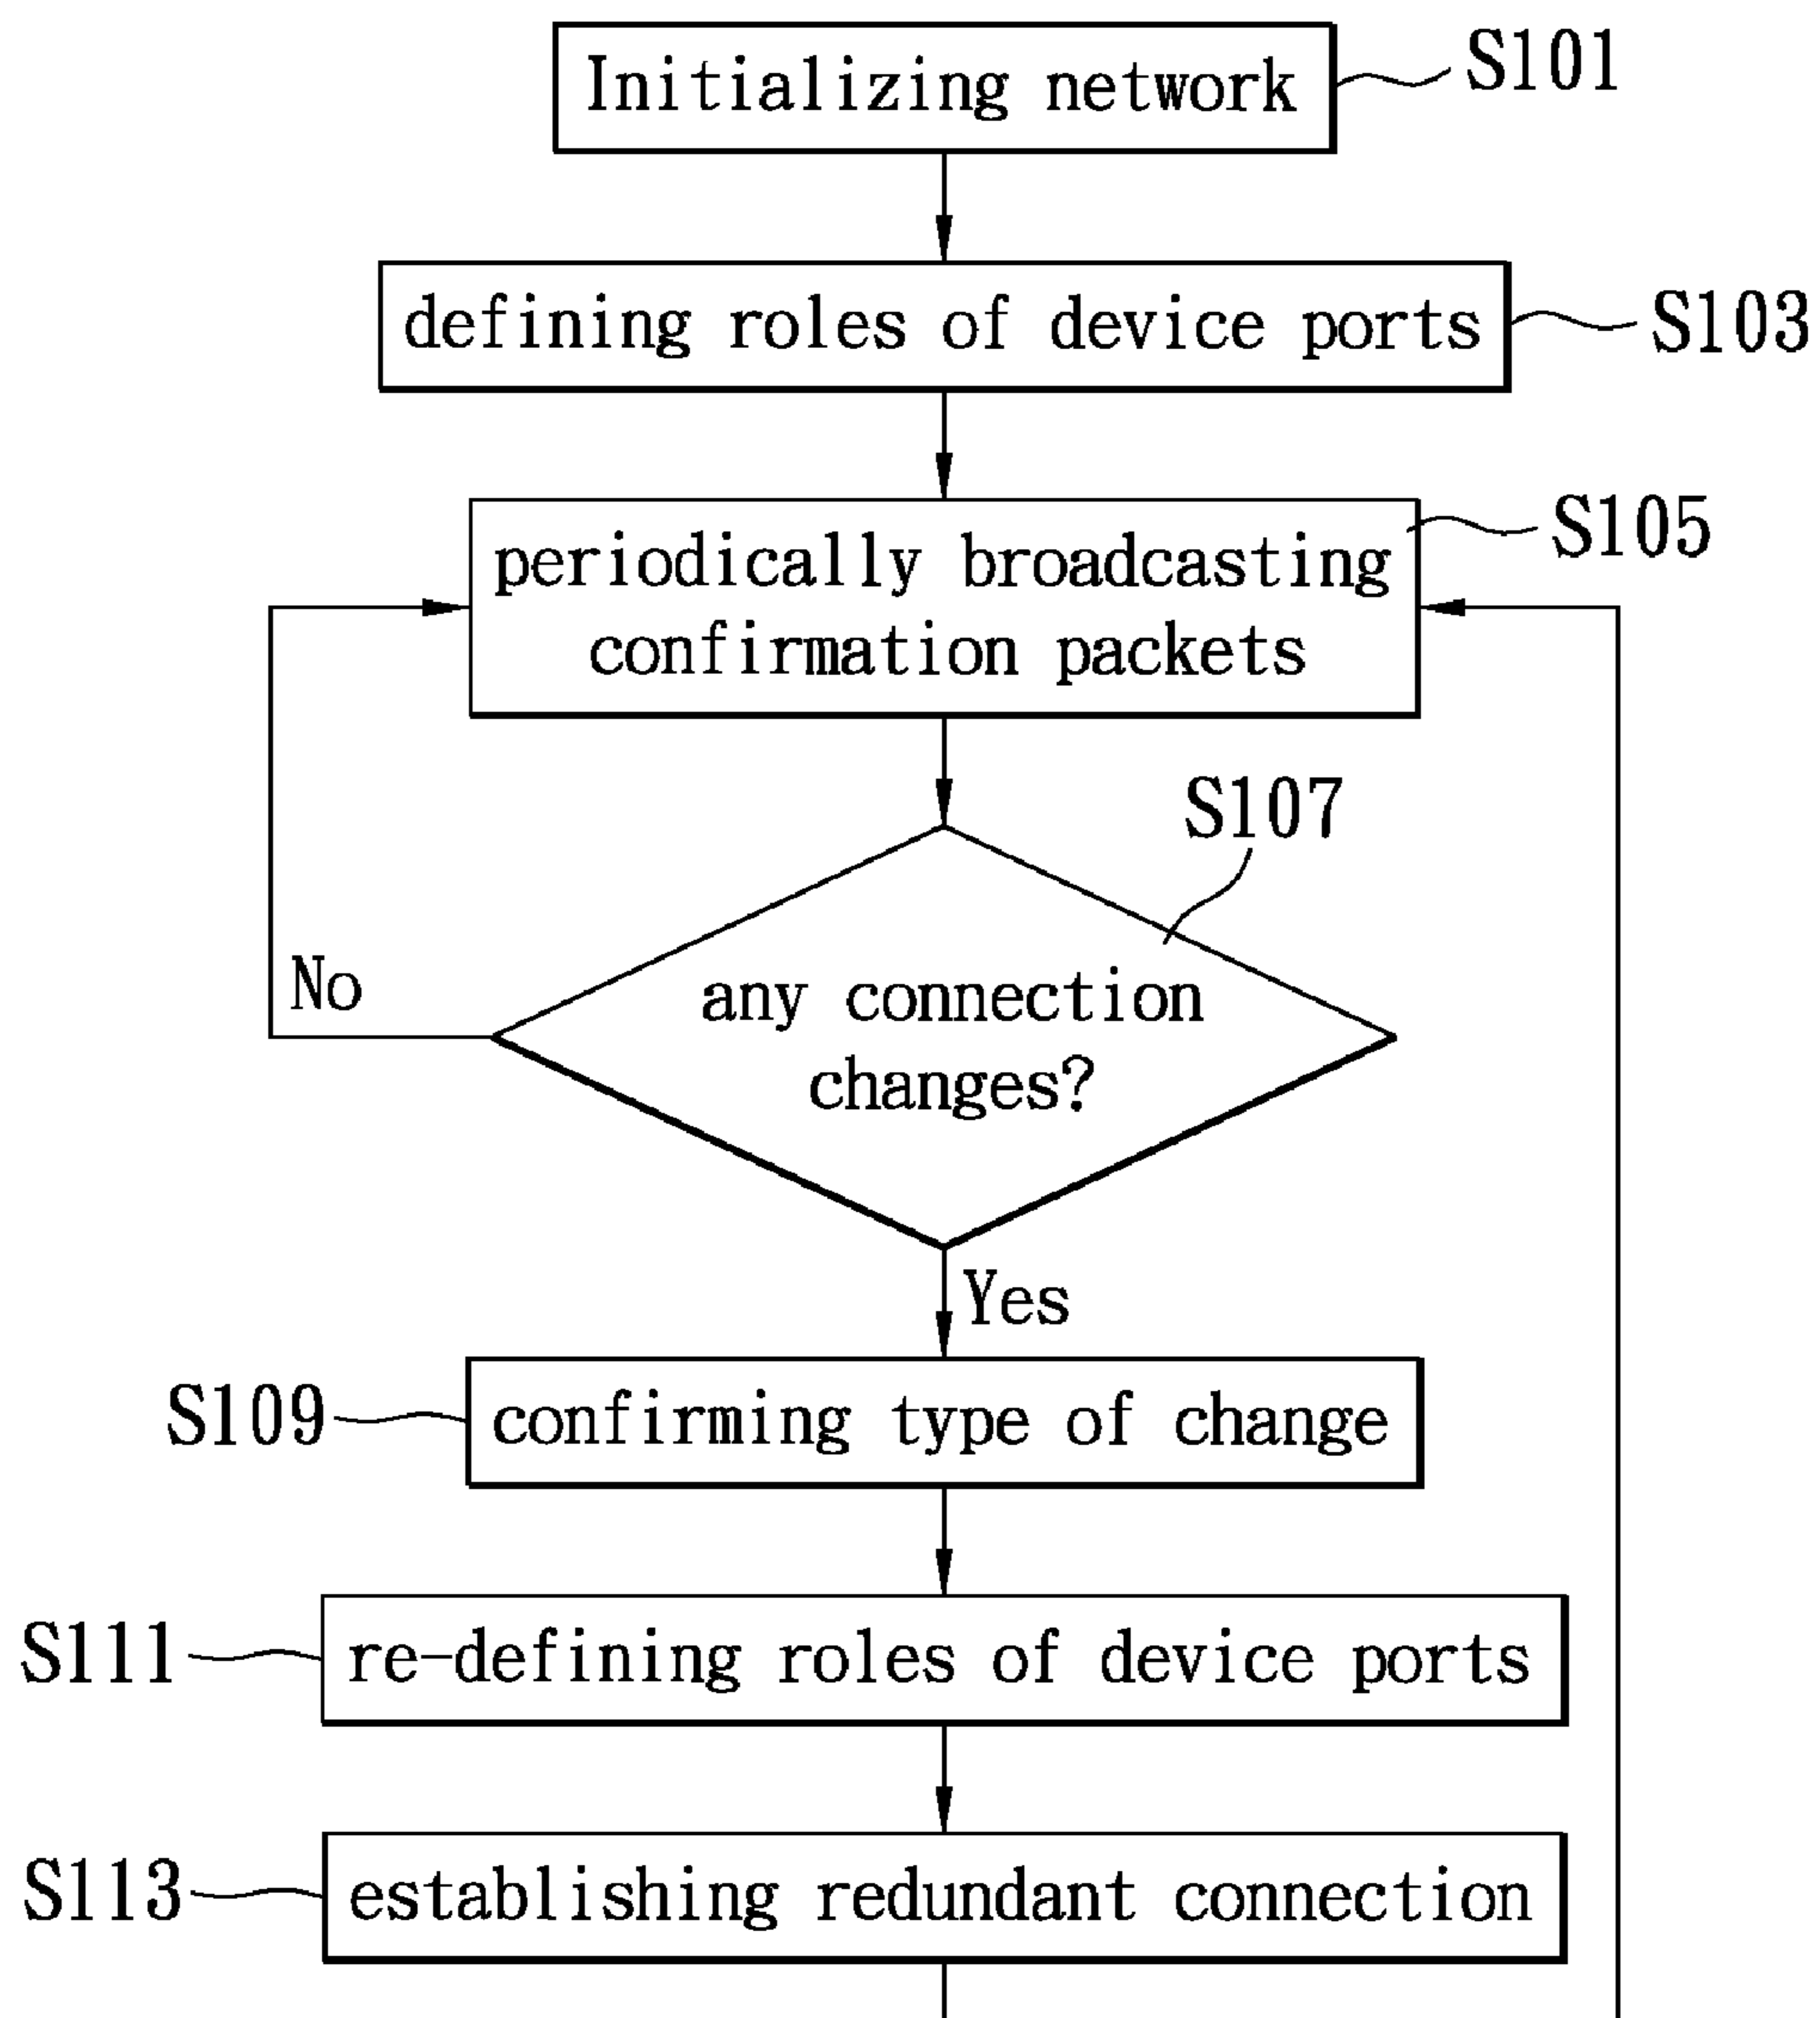 Initializing network
S101
defining roles of device ports
S103
periodically broadcasting
confirmation packets
S105
S107
any connection
changes?
No
Yes
S109
confirming type of change
S111
re-defining roles of device ports
S113
establishing redundant connection